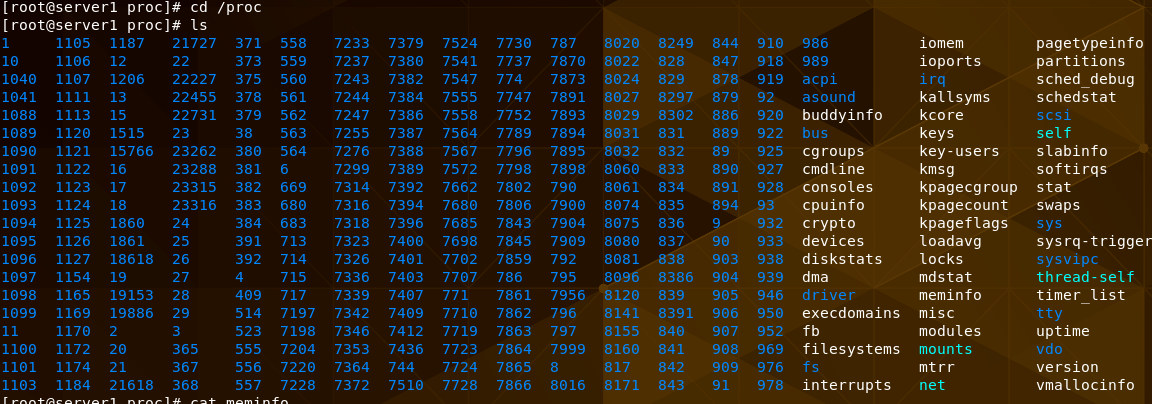 [root@server1 proc]# cd /proc
[root@server1 proc]# ls
1 1105 1187 21727 371 558 7233 7379 7524 7730 787 8020 8249 844 910 986 iomem pagetypeinfo
10 1106 12 22 373 559 7237 7380 7541 7737 7870 8022 828 847 918 989 ioports partitions
1040 1107 1206 22227 375 560 7243 7382 7547 774 7873 8024 829 878 919 acpi irq sched_debug
1041 1111 13 22455 378 561 7244 7384 7555 7747 7891 8027 8297 879 92 asound kallsyms schedstat
1088 1113 15 22731 379 562 7247 7386 7558 7752 7893 8029 8302 886 920 buddyinfo kcore scsi
1089 1120 1515 23 38 563 7255 7387 7564 7789 7894 8031 831 889 922 bus keys self
1090 1121 15766 23262 380 564 7276 7388 7567 7796 7895 8032 832 89 925 cgroups key-users slabinfo
1091 1122 16 23288 381 6 7299 7389 7572 7798 7898 8060 833 890 927 cmdline kmsg softirqs
1092 1123 17 23315 382 669 7314 7392 7662 7802 790 8061 834 891 928 consoles kpagecgroup stat
1093 1124 18 23316 383 680 7316 7394 7680 7806 7900 8074 835 894 93 cpuinfo kpagecount swaps
1094 1125 1860 24 384 683 7318 7396 7685 7843 7904 8075 836 9 932 crypto kpageflags sys
1095 1126 1861 25 391 713 7323 7400 7698 7845 7909 8080 837 90 933 devices loadavg sysrq-trigger
1096 1127 18618 26 392 714 7326 7401 7702 7859 792 8081 838 903 938 diskstats locks sysvipc
1097 1154 19 27 4 715 7336 7403 7707 786 795 8096 8386 904 939 dma mdstat thread-self
1098 1165 19153 28 409 717 7339 7407 771 7861 7956 8120 839 905 946 driver meminfo timer_list
1099 1169 19886 29 514 7197 7342 7409 7710 7862 796 8141 8391 906 950 execdomains misc tty
11 1170 2 3 523 7198 7346 7412 7719 7863 797 8155 840 907 952 fb modules uptime
1100 1172 20 365 555 7204 7353 7436 7723 7864 7999 8160 841 908 969 filesystems mounts vdo
1101 1174 21 367 556 7220 7364 744 7724 7865 8 817 842 909 976 fs mtrr version
1103 1184 21618 368 557 7228 7372 7510 7728 7866 8016 8171 843 91 978 interrupts net vmallocinfo
[root@server1 proc]# cat meminfo